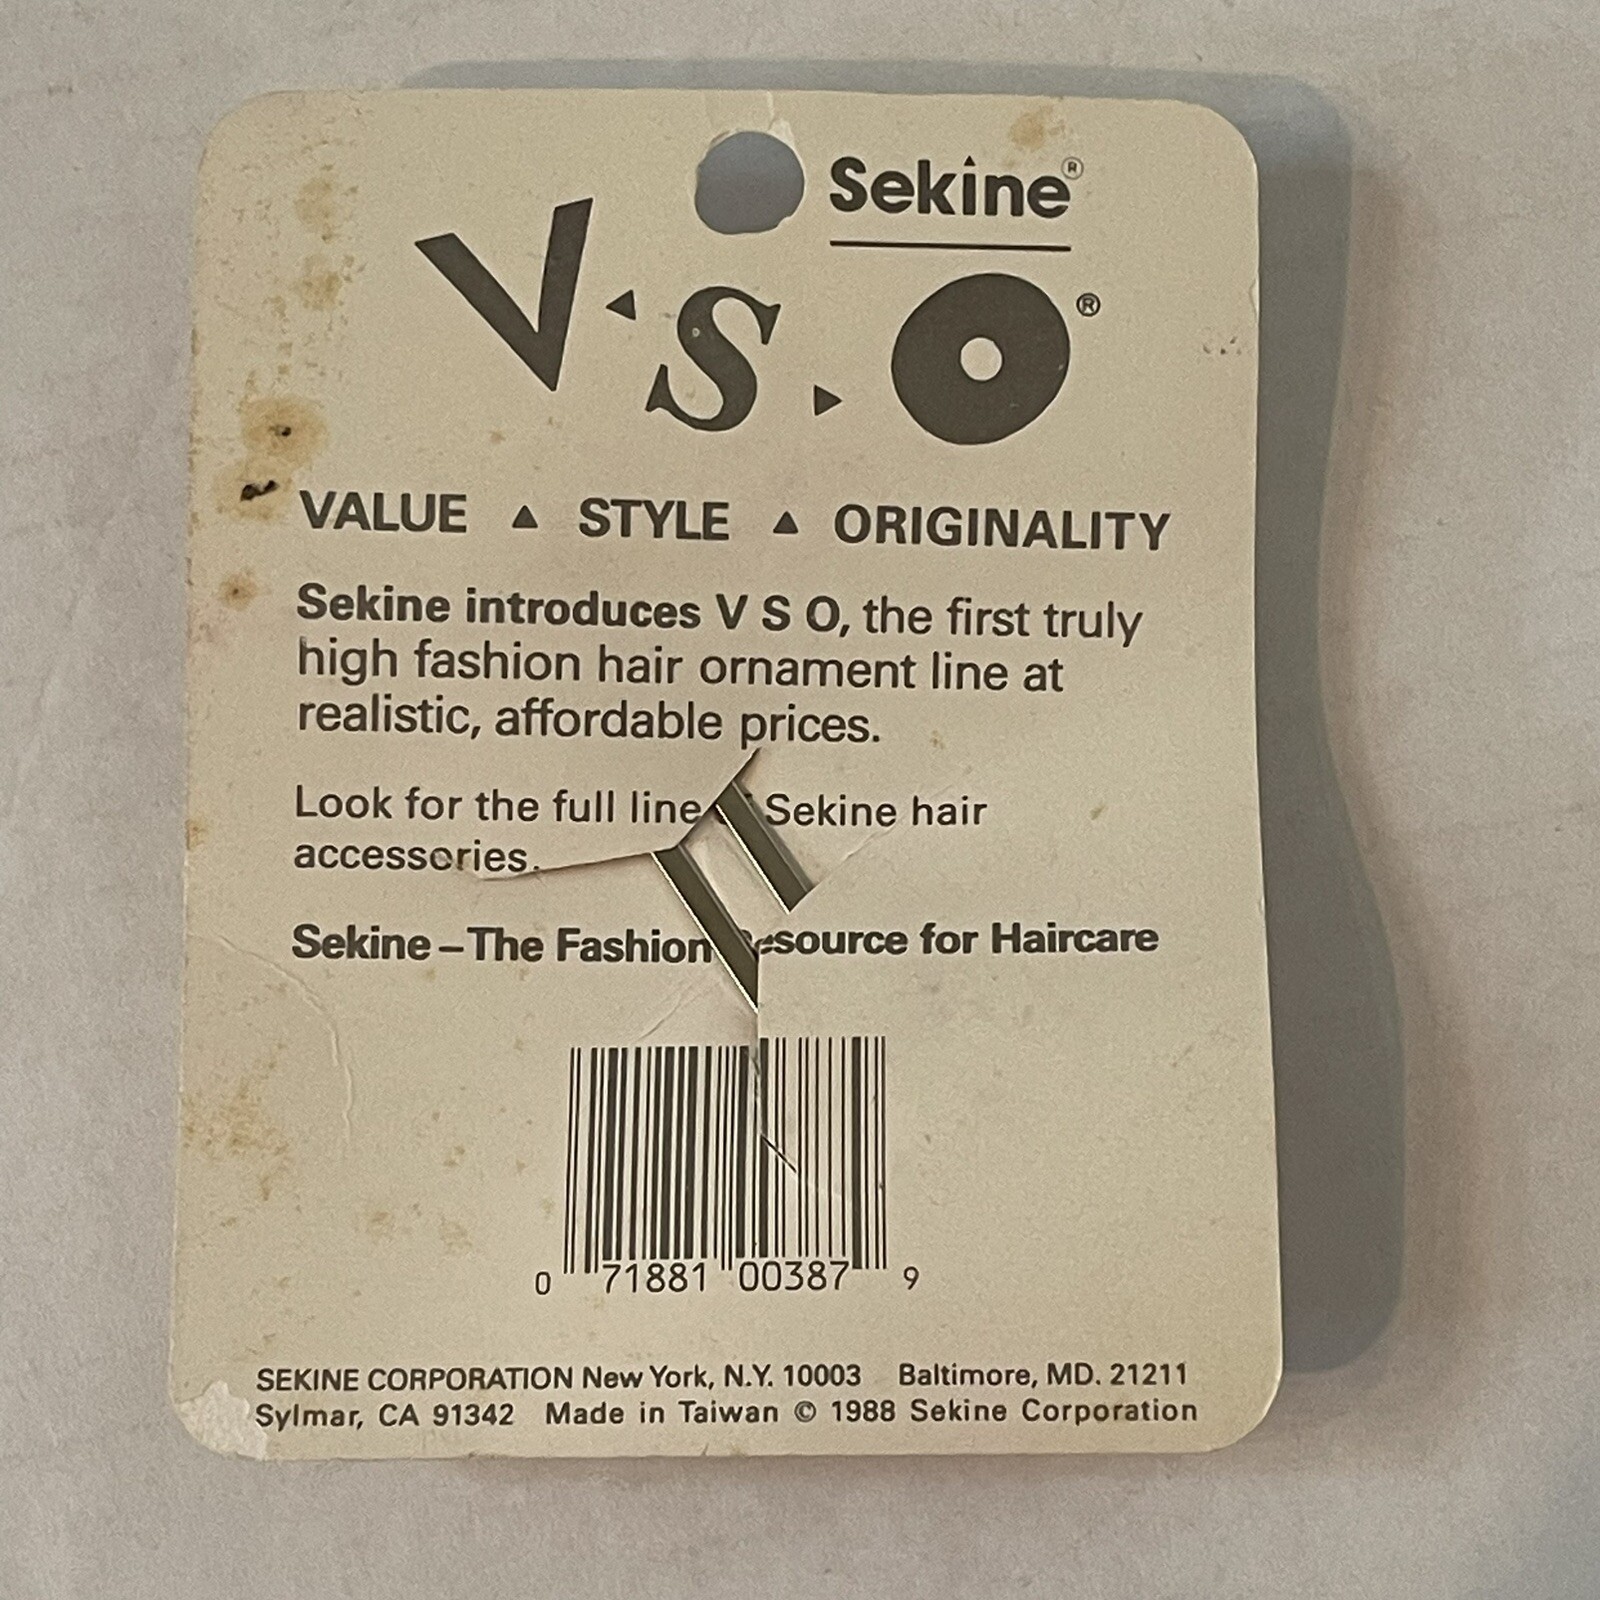 Sekine®
V S O®
VALUE ▲ STYLE ▲ ORIGINALITY
Sekine introduces V S O, the first truly
high fashion hair ornament line at
realistic, affordable prices.
Look for the full line Sekine hair
accessories.
Sekine – The Fashion esource for Haircare
0 71881 00387 9
SEKINE CORPORATION New York, N.Y. 10003 Baltimore, MD. 21211
Sylmar, CA 91342 Made in Taiwan © 1988 Sekine Corporation